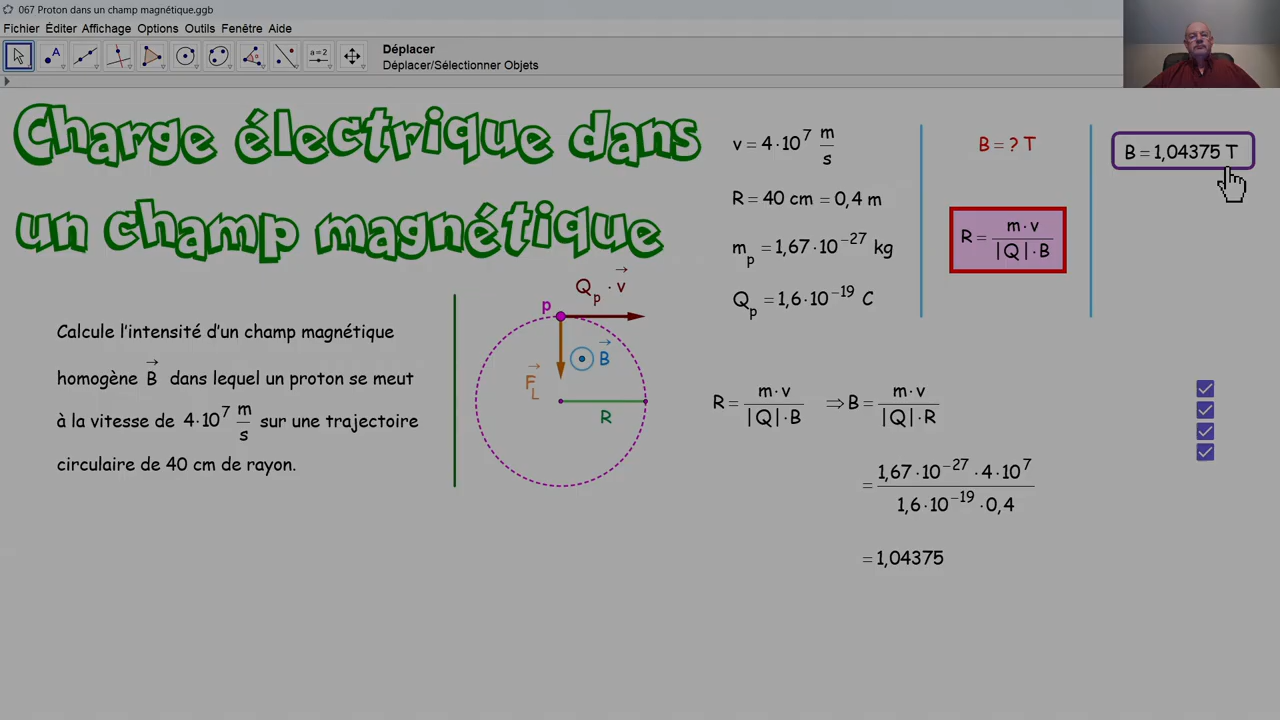 067 Proton dans un champ magnétique.ggb
Fichier Éditer Affichage Options Outils Fenêtre Aide
A
a=2
Déplacer
Déplacer/Sélectionner Objets
Charge électrique dans
un champ magnétique
Calcule l'intensité d'un champ magnétique
homogène B⃗ dans lequel un proton se meut
à la vitesse de 4·10⁷ m/s sur une trajectoire
circulaire de 40 cm de rayon.
Q_p · v⃗
p
B⃗
F⃗_L
R
v = 4·10⁷ m/s
R = 40 cm = 0,4 m
m_p = 1,67·10⁻²⁷ kg
Q_p = 1,6·10⁻¹⁹ C
B = ? T
R = m·v / |Q|·B
B = 1,04375 T
R = m·v / |Q|·B ⇒ B = m·v / |Q|·R
= 1,67·10⁻²⁷·4·10⁷ / 1,6·10⁻¹⁹·0,4
= 1,04375